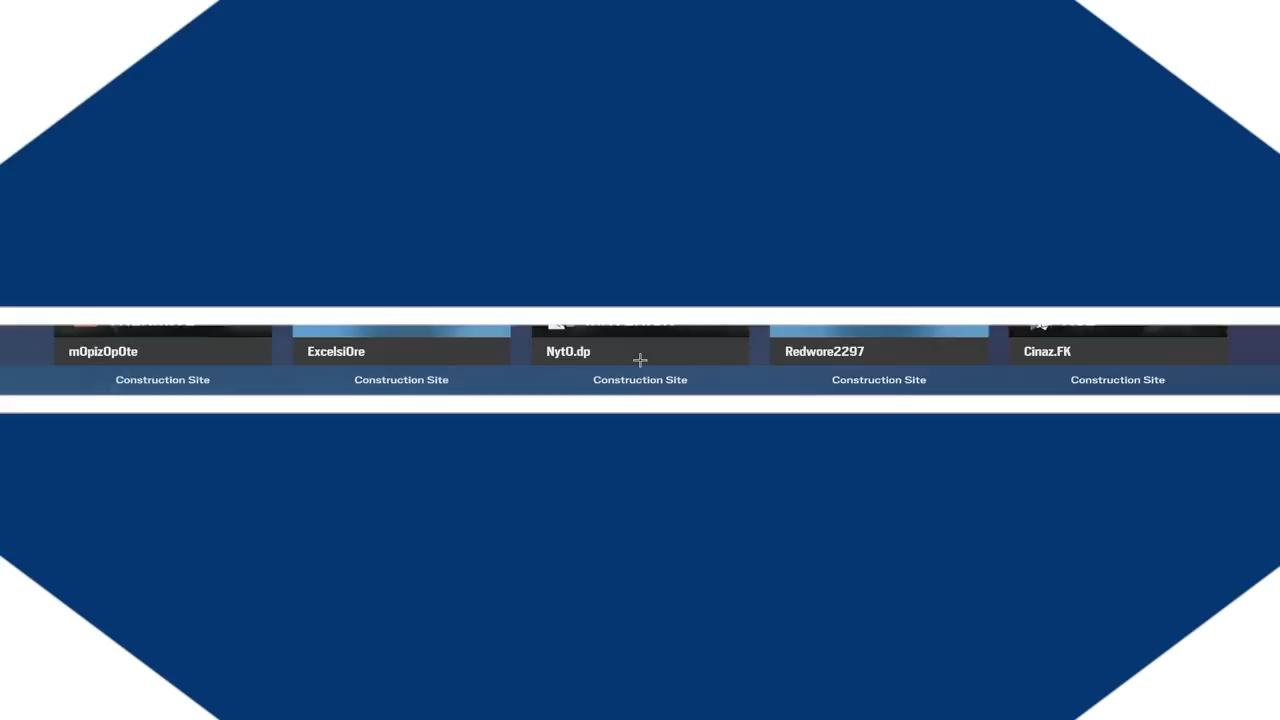 m0piz0p0te
Excelsi0re
Nyt0.dp
Redwore2297
Cinaz.FK
Construction Site
Construction Site
Construction Site
Construction Site
Construction Site